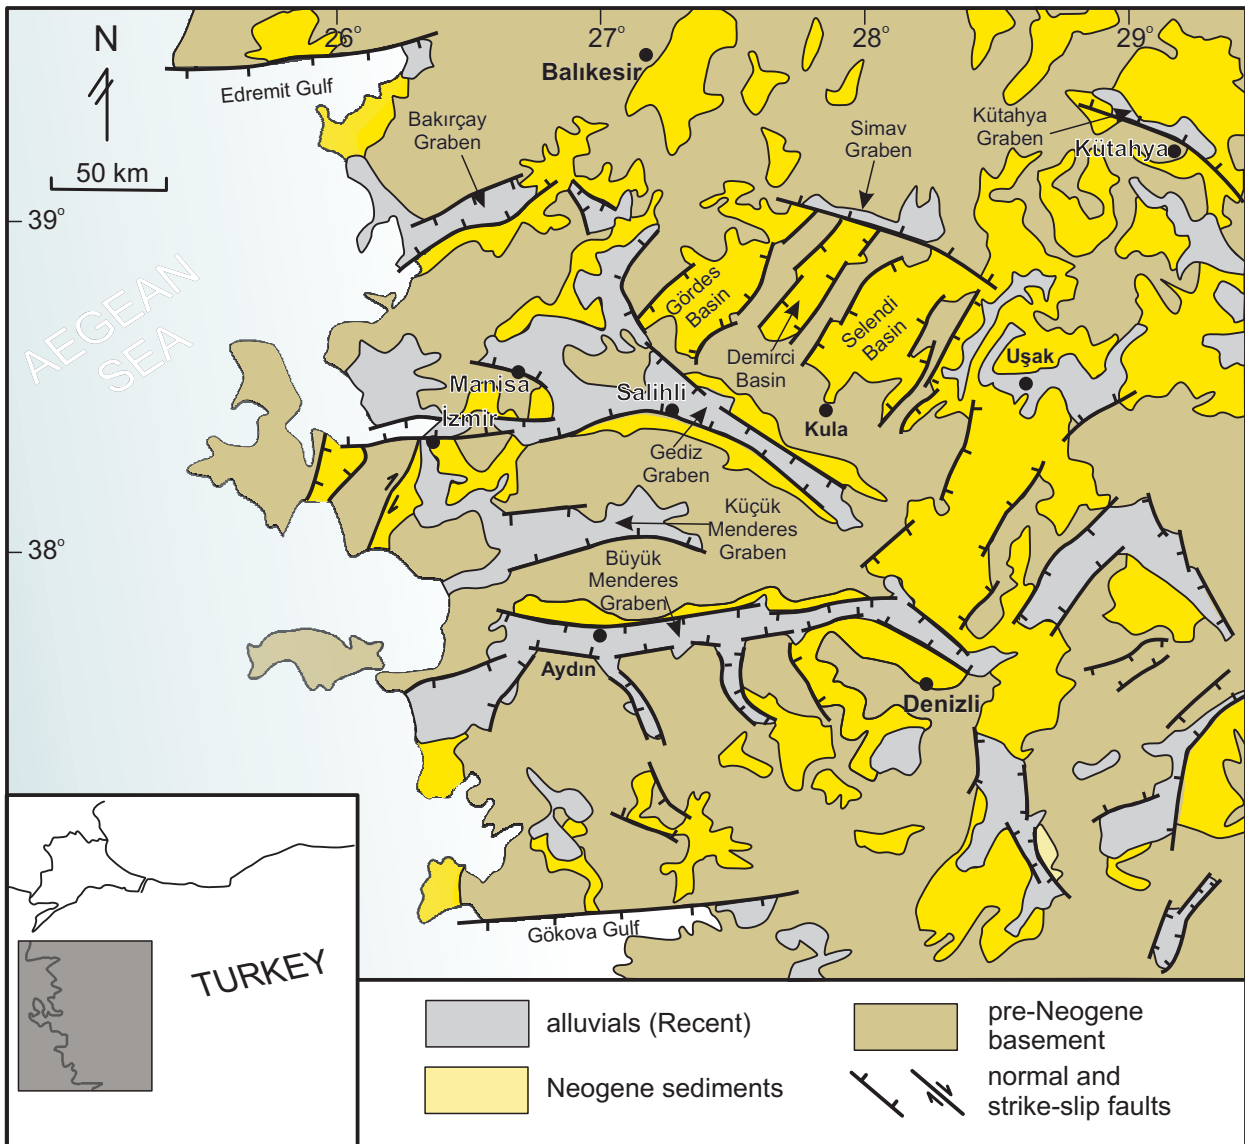 26°
27°
28°
29°
N
Balıkesir
Edremit Gulf
Bakırçay
Graben
Simav
Graben
Kütahya
Graben
Kütahya
50 km
39°
AEGEAN
SEA
Gördes
Basin
Demirci
Basin
Selendi
Basin
Uşak
Manisa
İzmir
Salihli
Kula
Gediz
Graben
Küçük
Menderes
Graben
38°
Büyük
Menderes
Graben
Aydın
Denizli
Gökova Gulf
TURKEY
alluvials (Recent)
Neogene sediments
pre-Neogene
basement
normal and
strike-slip faults